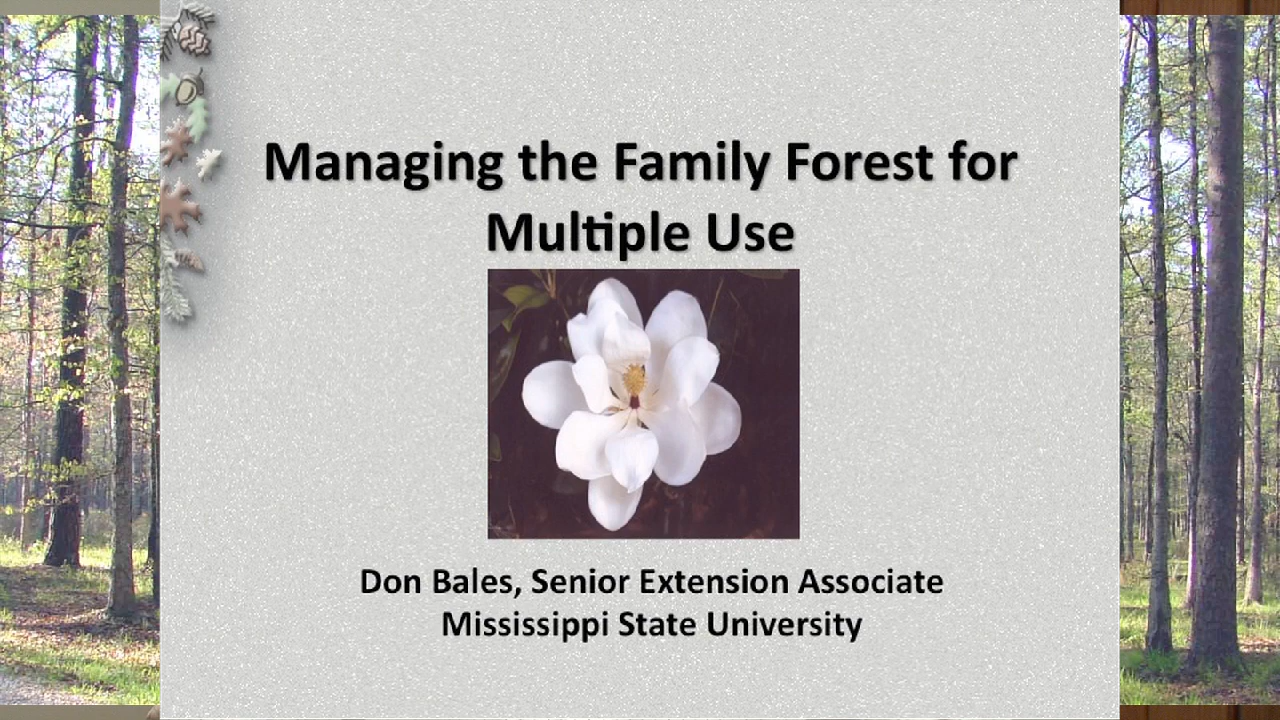 Managing the Family Forest for
Multiple Use
Don Bales, Senior Extension Associate
Mississippi State University